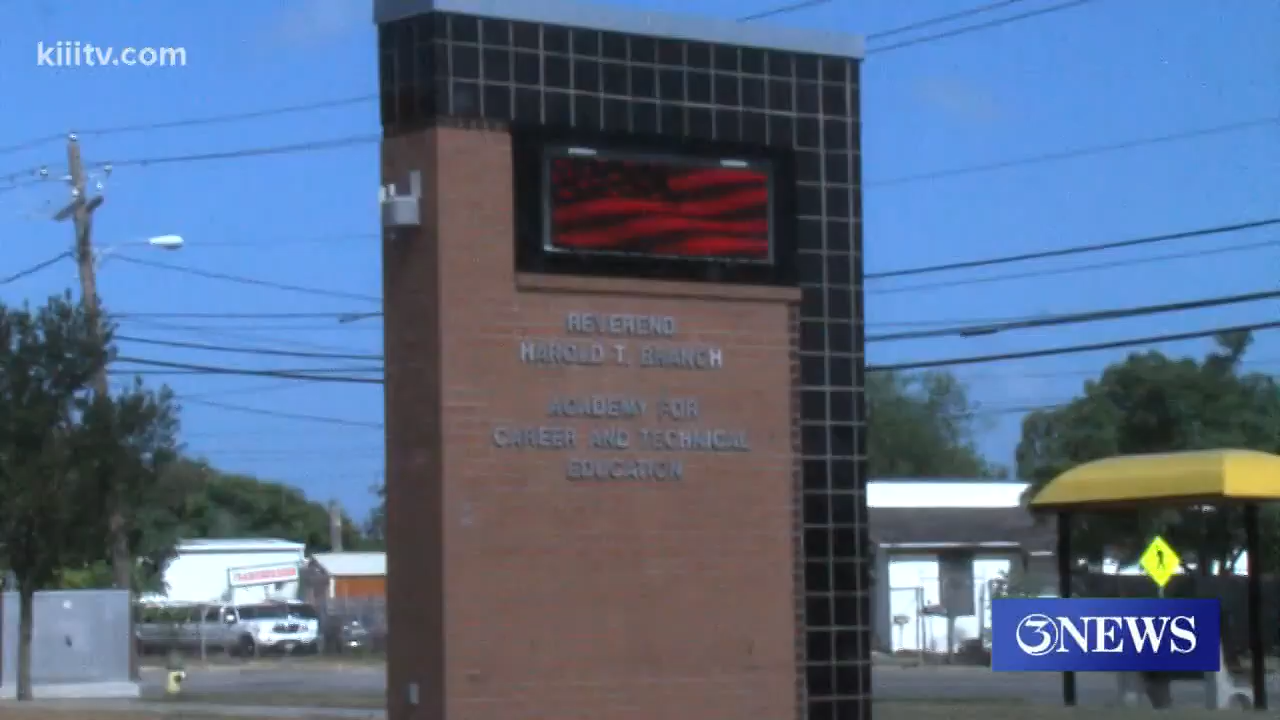 kiiitv.com
REVEREND
HAROLD T. BRANCH
ACADEMY FOR
CAREER AND TECHNICAL
EDUCATION
3NEWS